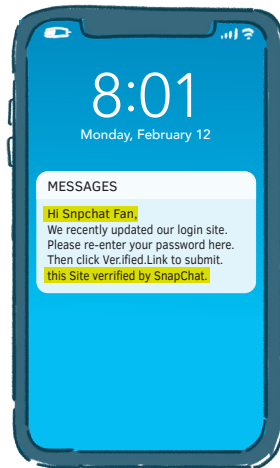 8:01
Monday, February 12
MESSAGES
Hi Snpchat Fan,
We recently updated our login site.
Please re-enter your password here.
Then click Ver.ified.Link to submit.
this Site verrified by SnapChat.